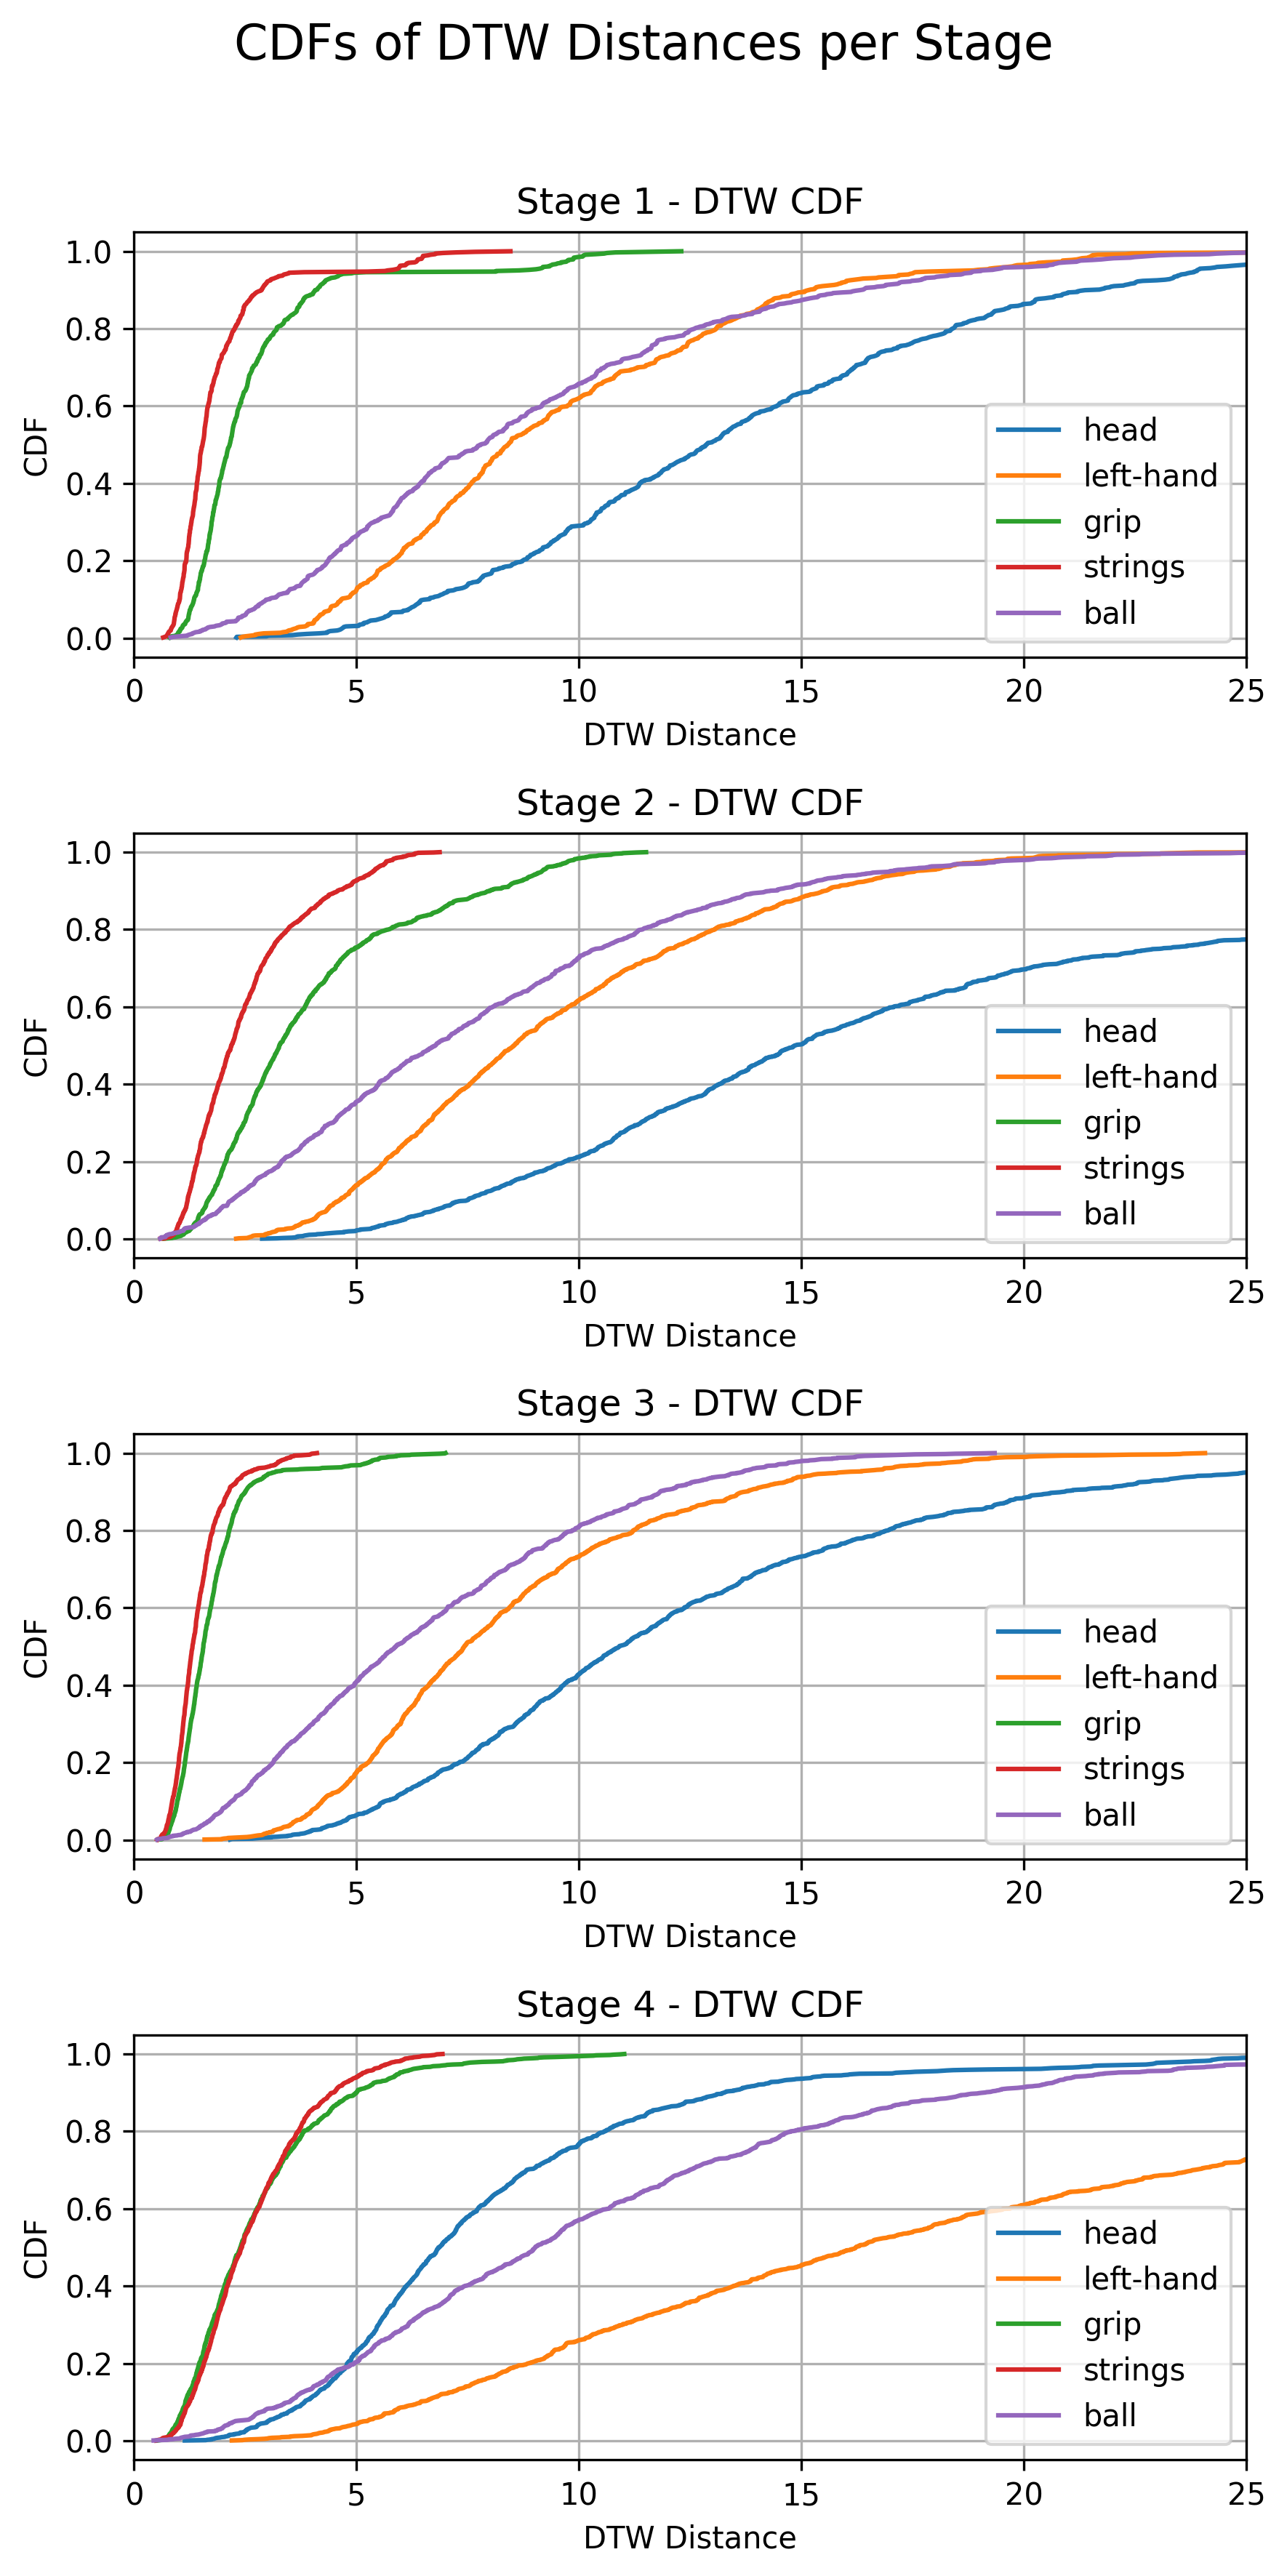 CDFs of DTW Distances per Stage
Stage 1 - DTW CDF
1.0
0.8
0.6
0.4
0.2
0.0
CDF
head
left-hand
grip
strings
ball
0 5 10 15 20 25
DTW Distance
Stage 2 - DTW CDF
1.0
0.8
0.6
0.4
0.2
0.0
CDF
head
left-hand
grip
strings
ball
0 5 10 15 20 25
DTW Distance
Stage 3 - DTW CDF
1.0
0.8
0.6
0.4
0.2
0.0
CDF
head
left-hand
grip
strings
ball
0 5 10 15 20 25
DTW Distance
Stage 4 - DTW CDF
1.0
0.8
0.6
0.4
0.2
0.0
CDF
head
left-hand
grip
strings
ball
0 5 10 15 20 25
DTW Distance